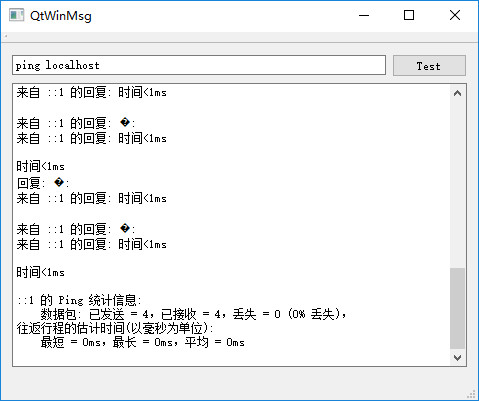 QtWinMsg
ping localhost
Test
来自 ::1 的回复: 时间<1ms
来自 ::1 的回复: �:
来自 ::1 的回复: 时间<1ms
时间<1ms
回复: �:
来自 ::1 的回复: 时间<1ms
来自 ::1 的回复: �:
来自 ::1 的回复: 时间<1ms
时间<1ms
::1 的 Ping 统计信息:
数据包: 已发送 = 4，已接收 = 4，丢失 = 0 (0% 丢失)，
往返行程的估计时间(以毫秒为单位):
最短 = 0ms，最长 = 0ms，平均 = 0ms